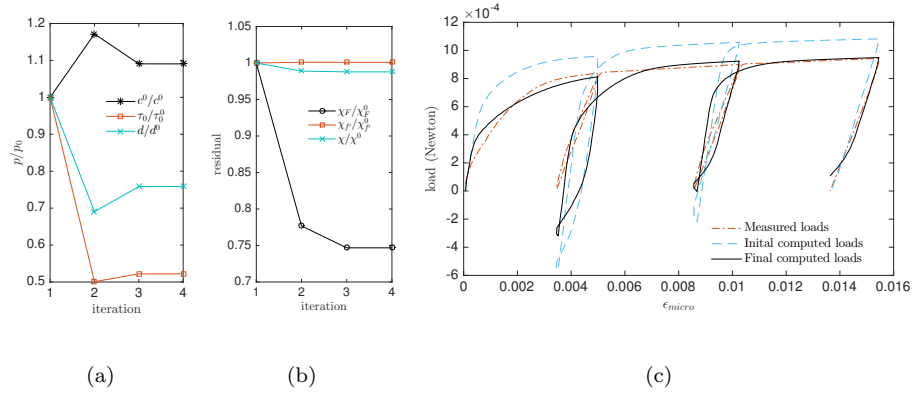 p/p₀
1.2
1.1
1
0.9
0.8
0.7
0.6
0.5
c⁰/c⁰
τ₀/τ₀⁰
d/d⁰
1
2
3
4
iteration
(a)
residual
1.05
1
0.95
0.9
0.85
0.8
0.75
0.7
χ_F/χ_F⁰
χ_f'/χ_f'⁰
χ/χ⁰
1
2
3
4
iteration
(b)
×10⁻⁴
load (Newton)
12
10
8
6
4
2
0
-2
-4
-6
Measured loads
Inital computed loads
Final computed loads
0
0.002
0.004
0.006
0.008
0.01
0.012
0.014
0.016
ϵ_micro
(c)